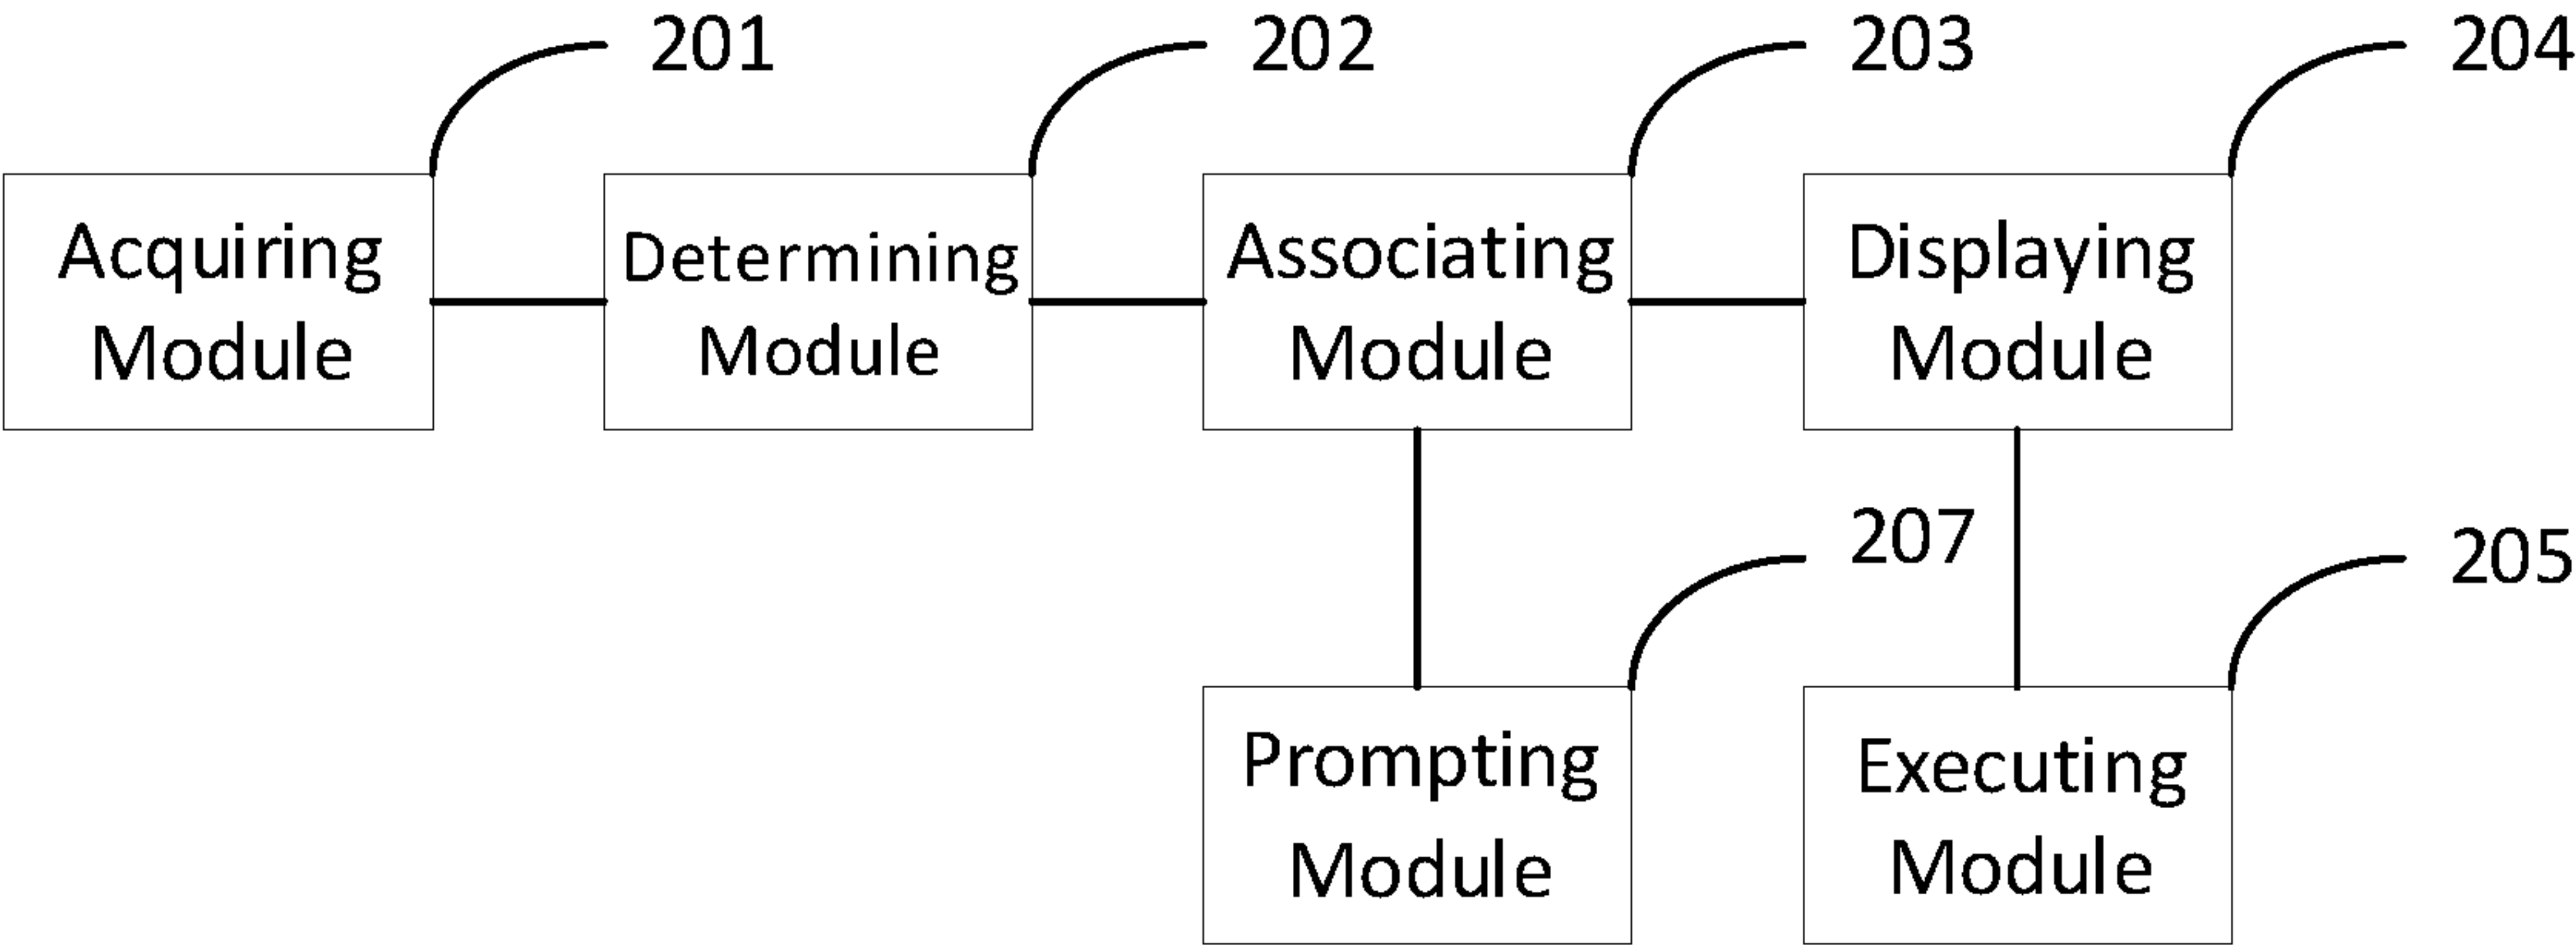 201
202
203
204
Acquiring
Module
Determining
Module
Associating
Module
Displaying
Module
207
205
Prompting
Module
Executing
Module